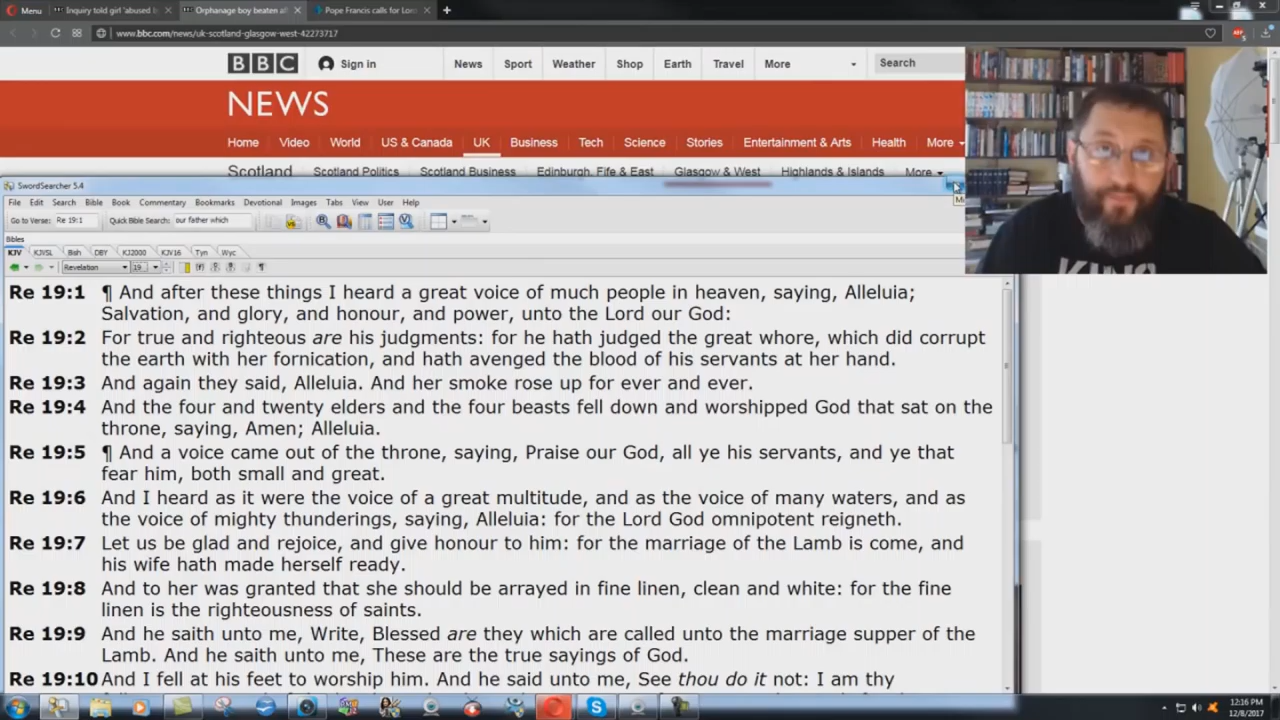 Menu
Inquiry told girl 'abused
Orphanage boy beaten
Pope Francis calls for Lord
www.bbc.com/news/uk-scotland-glasgow-west-42273717
BBC
Sign in
News
Sport
Weather
Shop
Earth
Travel
More
Search
NEWS
Home
Video
World
US & Canada
UK
Business
Tech
Science
Stories
Entertainment & Arts
Health
More
Scotland
Scotland Politics
Scotland Business
Edinburgh, Fife & East
Glasgow & West
Highlands & Islands
More
SwordSearcher 5.4
File Edit Search Bible Book Commentary Bookmarks Devotional Images Tabs View User Help
Go to Verse: Re 19:1 Quick Bible Search: our father which
Bibles
KJV KJVSL Bish DBY KJ2000 KJV16 Tyn Wyc
Revelation 19
Re 19:1 ¶ And after these things I heard a great voice of much people in heaven, saying, Alleluia;
Salvation, and glory, and honour, and power, unto the Lord our God:
Re 19:2 For true and righteous are his judgments: for he hath judged the great whore, which did corrupt
the earth with her fornication, and hath avenged the blood of his servants at her hand.
Re 19:3 And again they said, Alleluia. And her smoke rose up for ever and ever.
Re 19:4 And the four and twenty elders and the four beasts fell down and worshipped God that sat on the
throne, saying, Amen; Alleluia.
Re 19:5 ¶ And a voice came out of the throne, saying, Praise our God, all ye his servants, and ye that
fear him, both small and great.
Re 19:6 And I heard as it were the voice of a great multitude, and as the voice of many waters, and as
the voice of mighty thunderings, saying, Alleluia: for the Lord God omnipotent reigneth.
Re 19:7 Let us be glad and rejoice, and give honour to him: for the marriage of the Lamb is come, and
his wife hath made herself ready.
Re 19:8 And to her was granted that she should be arrayed in fine linen, clean and white: for the fine
linen is the righteousness of saints.
Re 19:9 And he saith unto me, Write, Blessed are they which are called unto the marriage supper of the
Lamb. And he saith unto me, These are the true sayings of God.
Re 19:10 And I fell at his feet to worship him. And he said unto me, See thou do it not: I am thy
12:16 PM
12/8/2017